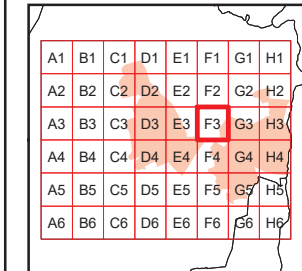 A1 B1 C1 D1 E1 F1 G1 H1
A2 B2 C2 D2 E2 F2 G2 H2
A3 B3 C3 D3 E3 F3 G3 H3
A4 B4 C4 D4 E4 F4 G4 H4
A5 B5 C5 D5 E5 F5 G5 H5
A6 B6 C6 D6 E6 F6 G6 H6